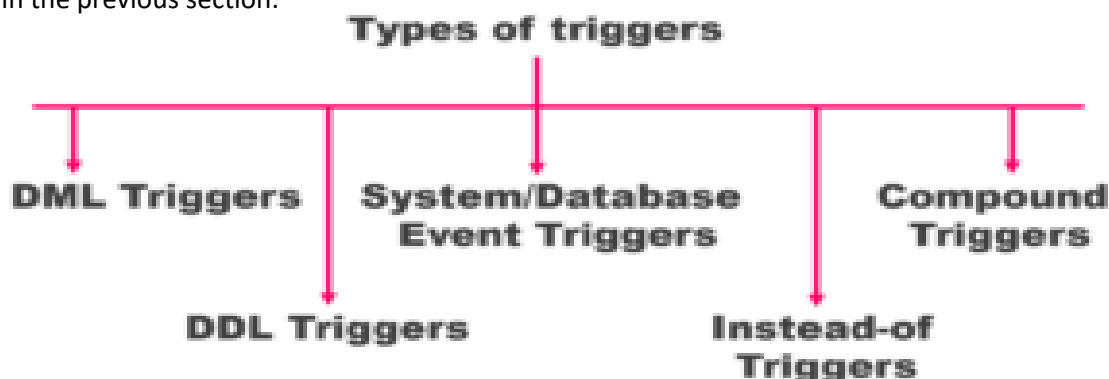 in the previous section.
Types of triggers
DML Triggers
System/Database
Event Triggers
Compound
Triggers
DDL Triggers
Instead-of
Triggers